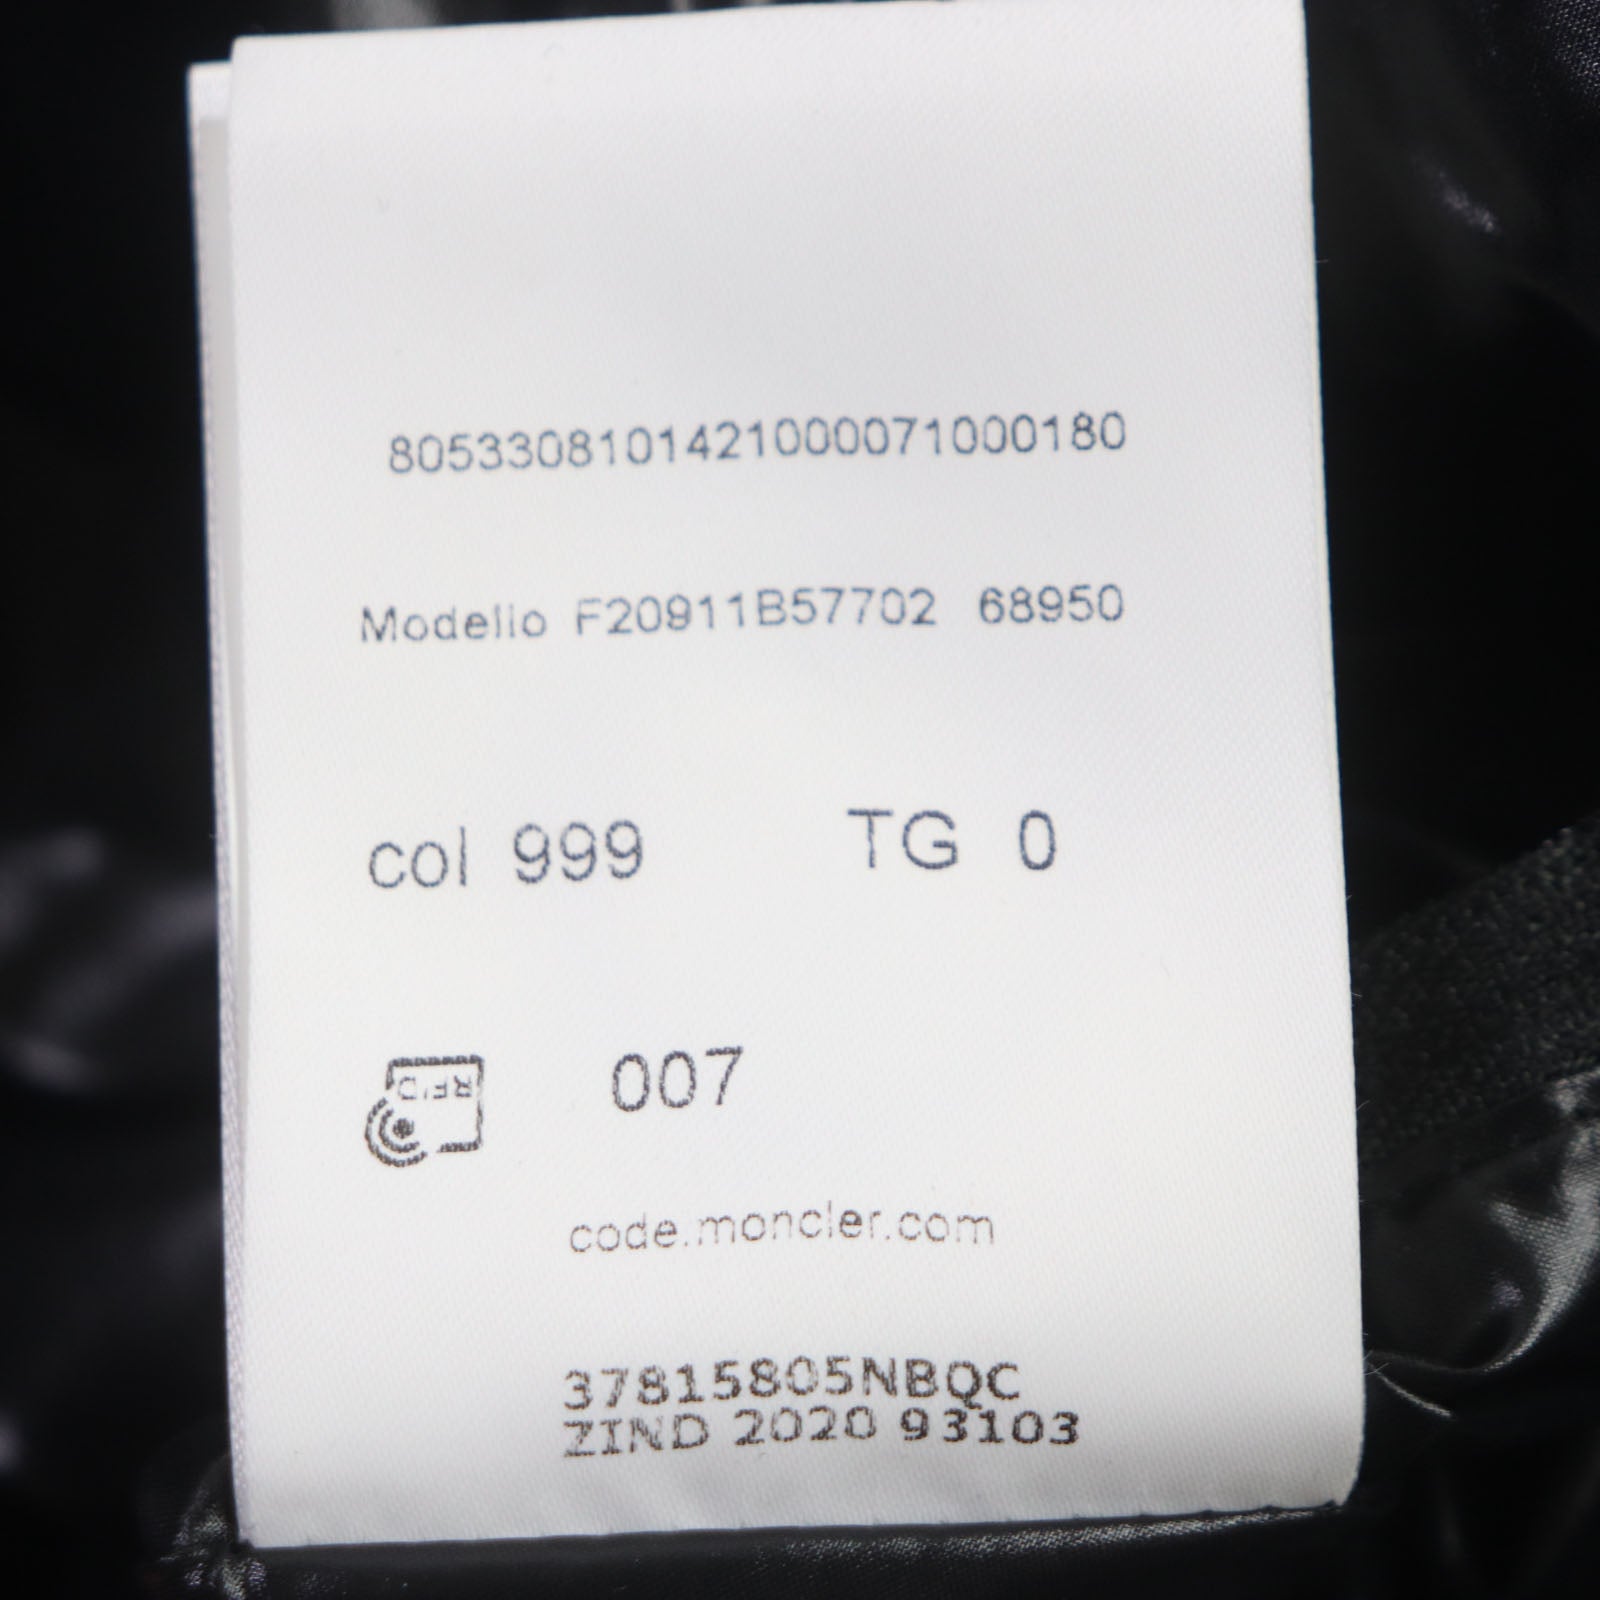 8053308101421000071000180
Modello F20911B57702 68950
col 999 TG 0
RFID
007
code.moncler.com
37815805NBQC
ZIND 2020 93103